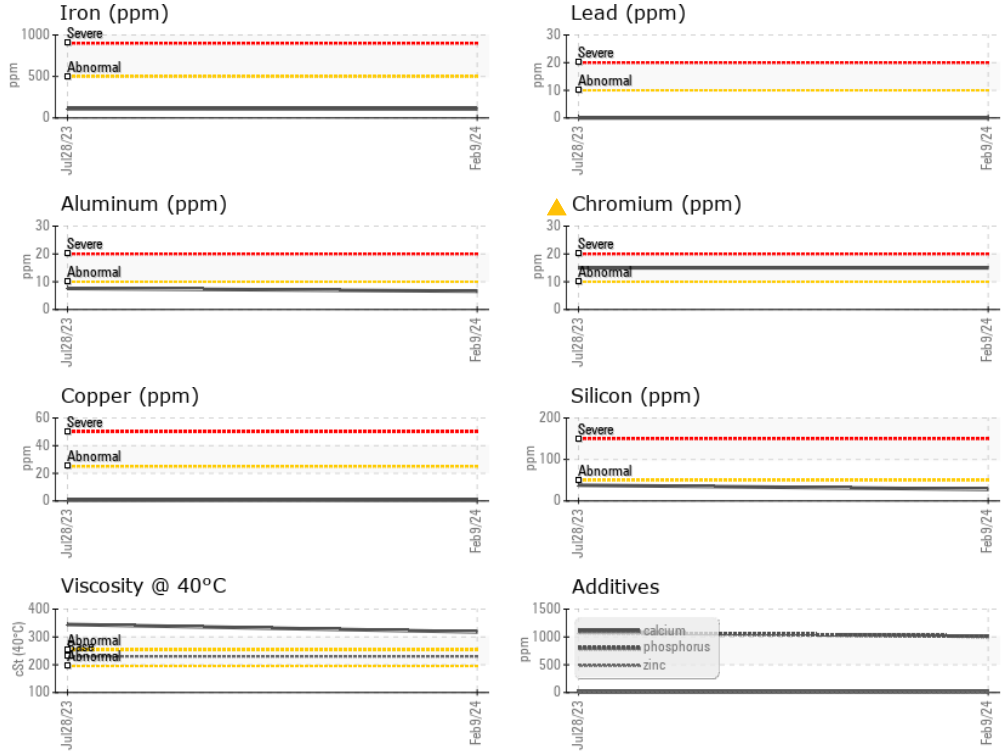 Iron (ppm)
1000
500
0
ppm
Severe
Abnormal
Jul28/23
Feb9/24
Lead (ppm)
30
20
10
0
ppm
Severe
Abnormal
Jul28/23
Feb9/24
Aluminum (ppm)
30
20
10
0
ppm
Severe
Abnormal
Jul28/23
Feb9/24
Chromium (ppm)
30
20
10
0
ppm
Severe
Abnormal
Jul28/23
Feb9/24
Copper (ppm)
60
40
20
0
ppm
Severe
Abnormal
Jul28/23
Feb9/24
Silicon (ppm)
200
100
0
ppm
Severe
Abnormal
Jul28/23
Feb9/24
Viscosity @ 40°C
400
300
200
100
cSt (40°C)
Abnormal
Base
Abnormal
Jul28/23
Feb9/24
Additives
1500
1000
500
0
ppm
calcium
phosphorus
zinc
Jul28/23
Feb9/24